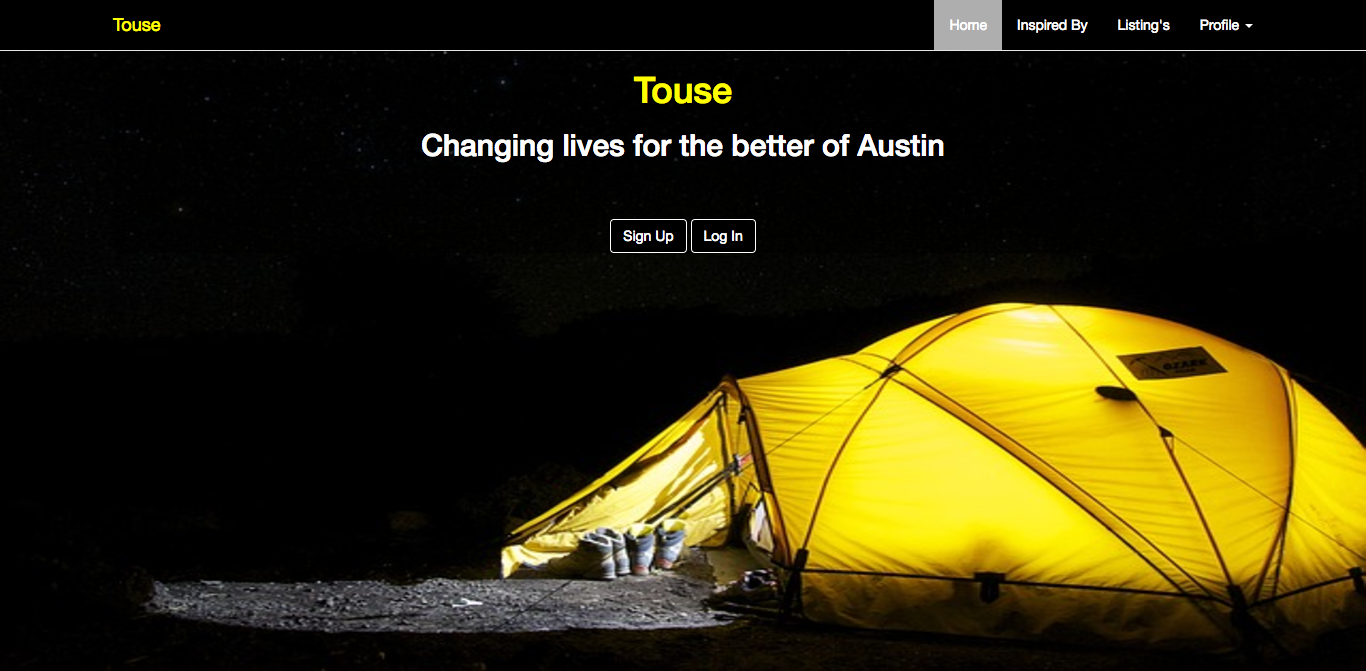 Touse
Home Inspired By Listing's Profile
Touse
Changing lives for the better of Austin
Sign Up Log In
OZARK